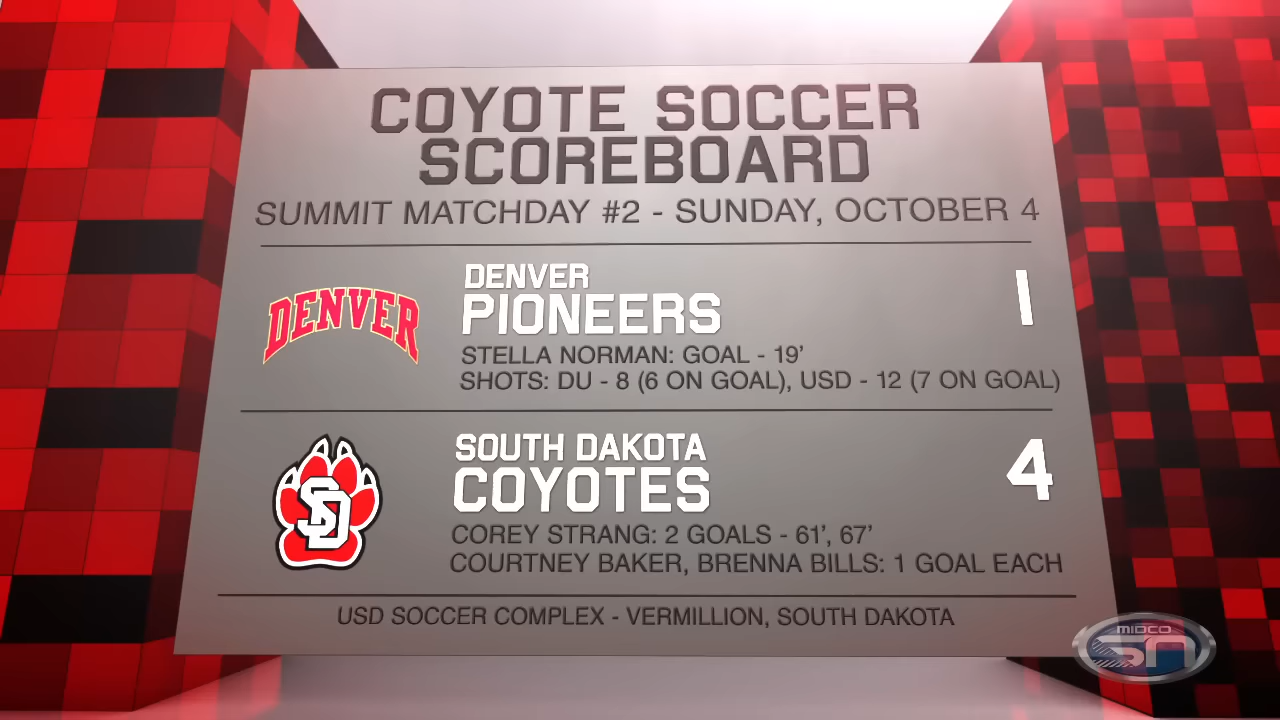 COYOTE SOCCER
SCOREBOARD
SUMMIT MATCHDAY #2 - SUNDAY, OCTOBER 4
DENVER
DENVER
PIONEERS
1
STELLA NORMAN: GOAL - 19'
SHOTS: DU - 8 (6 ON GOAL), USD - 12 (7 ON GOAL)
SD
SOUTH DAKOTA
COYOTES
4
COREY STRANG: 2 GOALS - 61', 67'
COURTNEY BAKER, BRENNA BILLS: 1 GOAL EACH
USD SOCCER COMPLEX - VERMILLION, SOUTH DAKOTA
MIDCO
SN